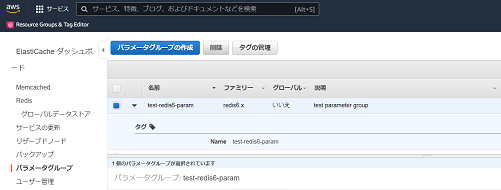 aws サービス サービス、特徴、ブログ、およびドキュメントなどを検索 [Alt+S]
Resource Groups & Tag Editor
ElastiCache ダッシュボ
ード
Memcached
Redis
グローバルデータストア
サービスの更新
リザーブドノード
バックアップ
パラメータグループ
ユーザー管理
パラメータグループの作成 削除 タグの管理
名前 ファミリー グローバル 説明
test-redis6-param redis6.x いいえ test parameter group
タグ
Name test-redis6-param
1 個のパラメータグループが選択されています
パラメータグループ: test-redis6-param